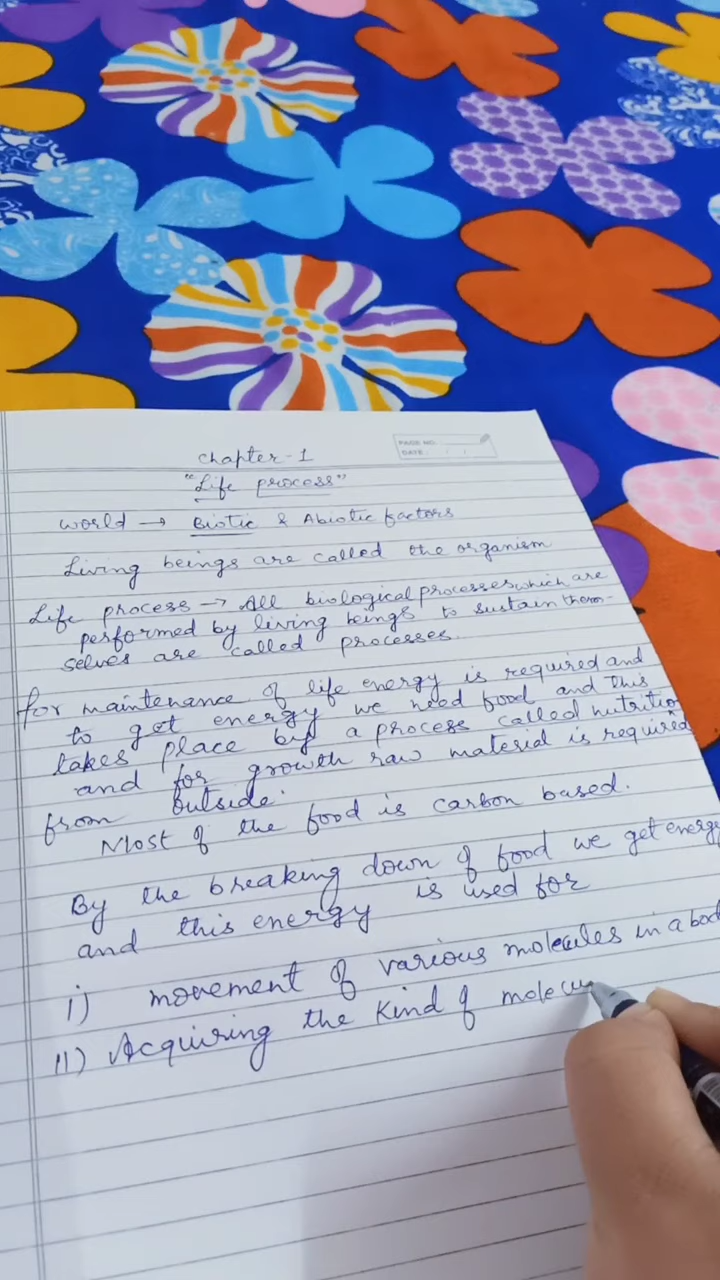 PAGE NO.
DATE: / /
chapter-1
"Life process"
world → Biotic & Abiotic factors
Living beings are called the organism
Life process → All biological processes which are
performed by living beings to sustain them-
selves are called processes.
for maintenance of life energy is required and
to get energy we need food and this
takes place by a process called nutrition
and for growth raw material is required
from outside.
Most of the food is carbon based.
By the breaking down of food we get energy
and this energy is used for
i) movement of various molecules in a bod
II) Acquiring the kind of molecu